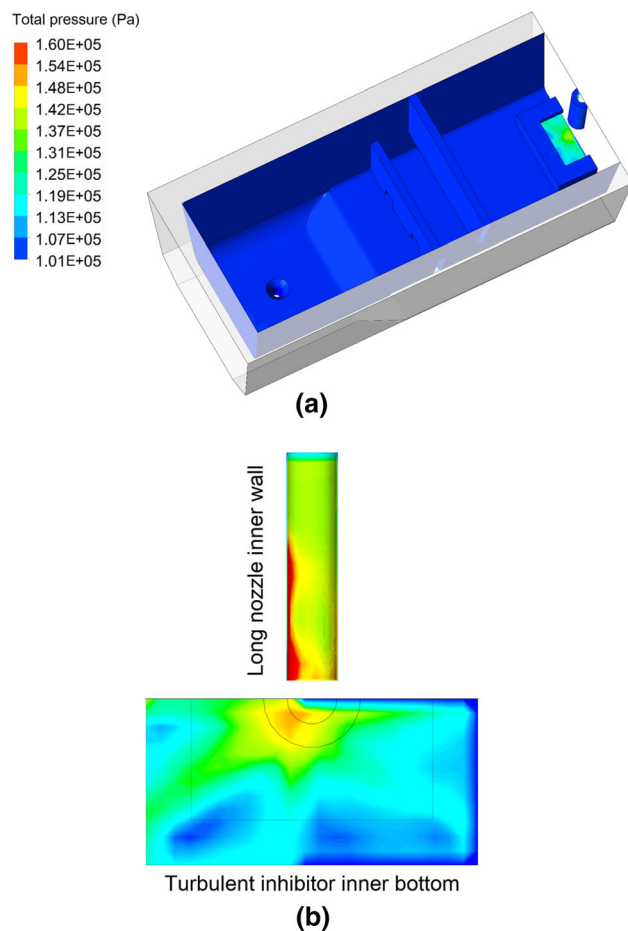 Total pressure (Pa)
1.60E+05
1.54E+05
1.48E+05
1.42E+05
1.37E+05
1.31E+05
1.25E+05
1.19E+05
1.13E+05
1.07E+05
1.01E+05
(a)
Long nozzle inner wall
Turbulent inhibitor inner bottom
(b)